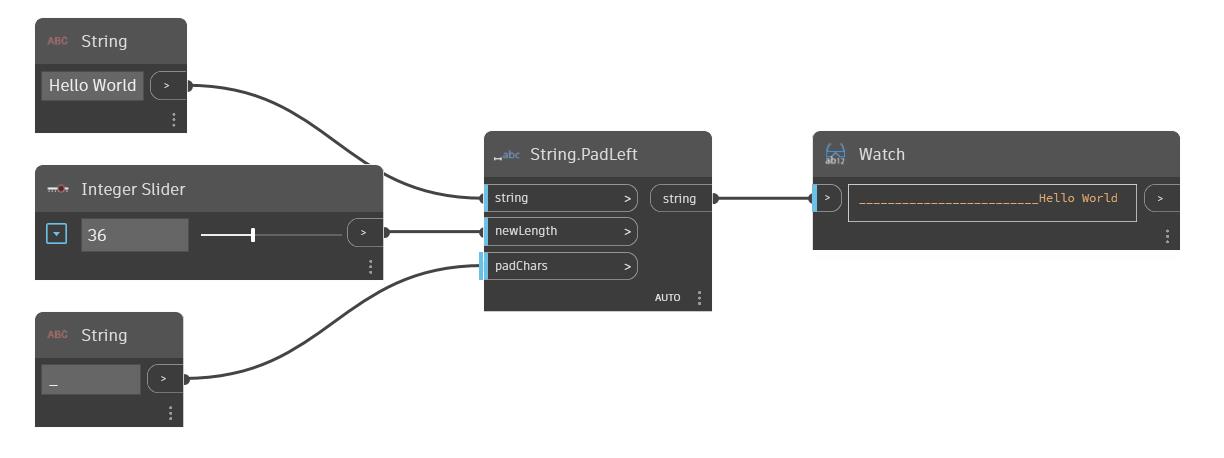 ABC String
Hello World >
Integer Slider
36 >
ABC String
_ >
abc String.PadLeft
string > string
newLength >
padChars >
AUTO
ab12 Watch
> _________________________Hello World >